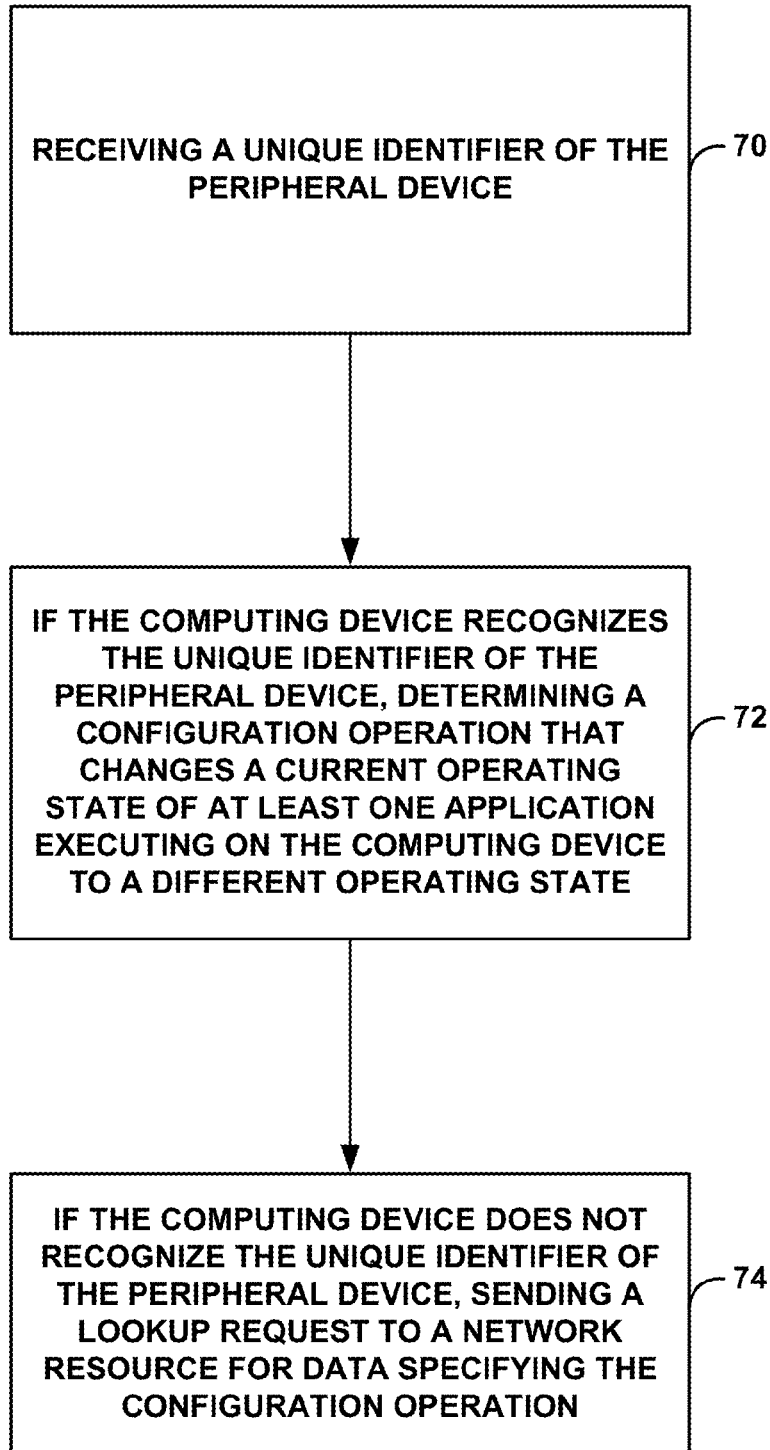 RECEIVING A UNIQUE IDENTIFIER OF THE
PERIPHERAL DEVICE
70
IF THE COMPUTING DEVICE RECOGNIZES
THE UNIQUE IDENTIFIER OF THE
PERIPHERAL DEVICE, DETERMINING A
CONFIGURATION OPERATION THAT
CHANGES A CURRENT OPERATING
STATE OF AT LEAST ONE APPLICATION
EXECUTING ON THE COMPUTING DEVICE
TO A DIFFERENT OPERATING STATE
72
IF THE COMPUTING DEVICE DOES NOT
RECOGNIZE THE UNIQUE IDENTIFIER OF
THE PERIPHERAL DEVICE, SENDING A
LOOKUP REQUEST TO A NETWORK
RESOURCE FOR DATA SPECIFYING THE
CONFIGURATION OPERATION
74